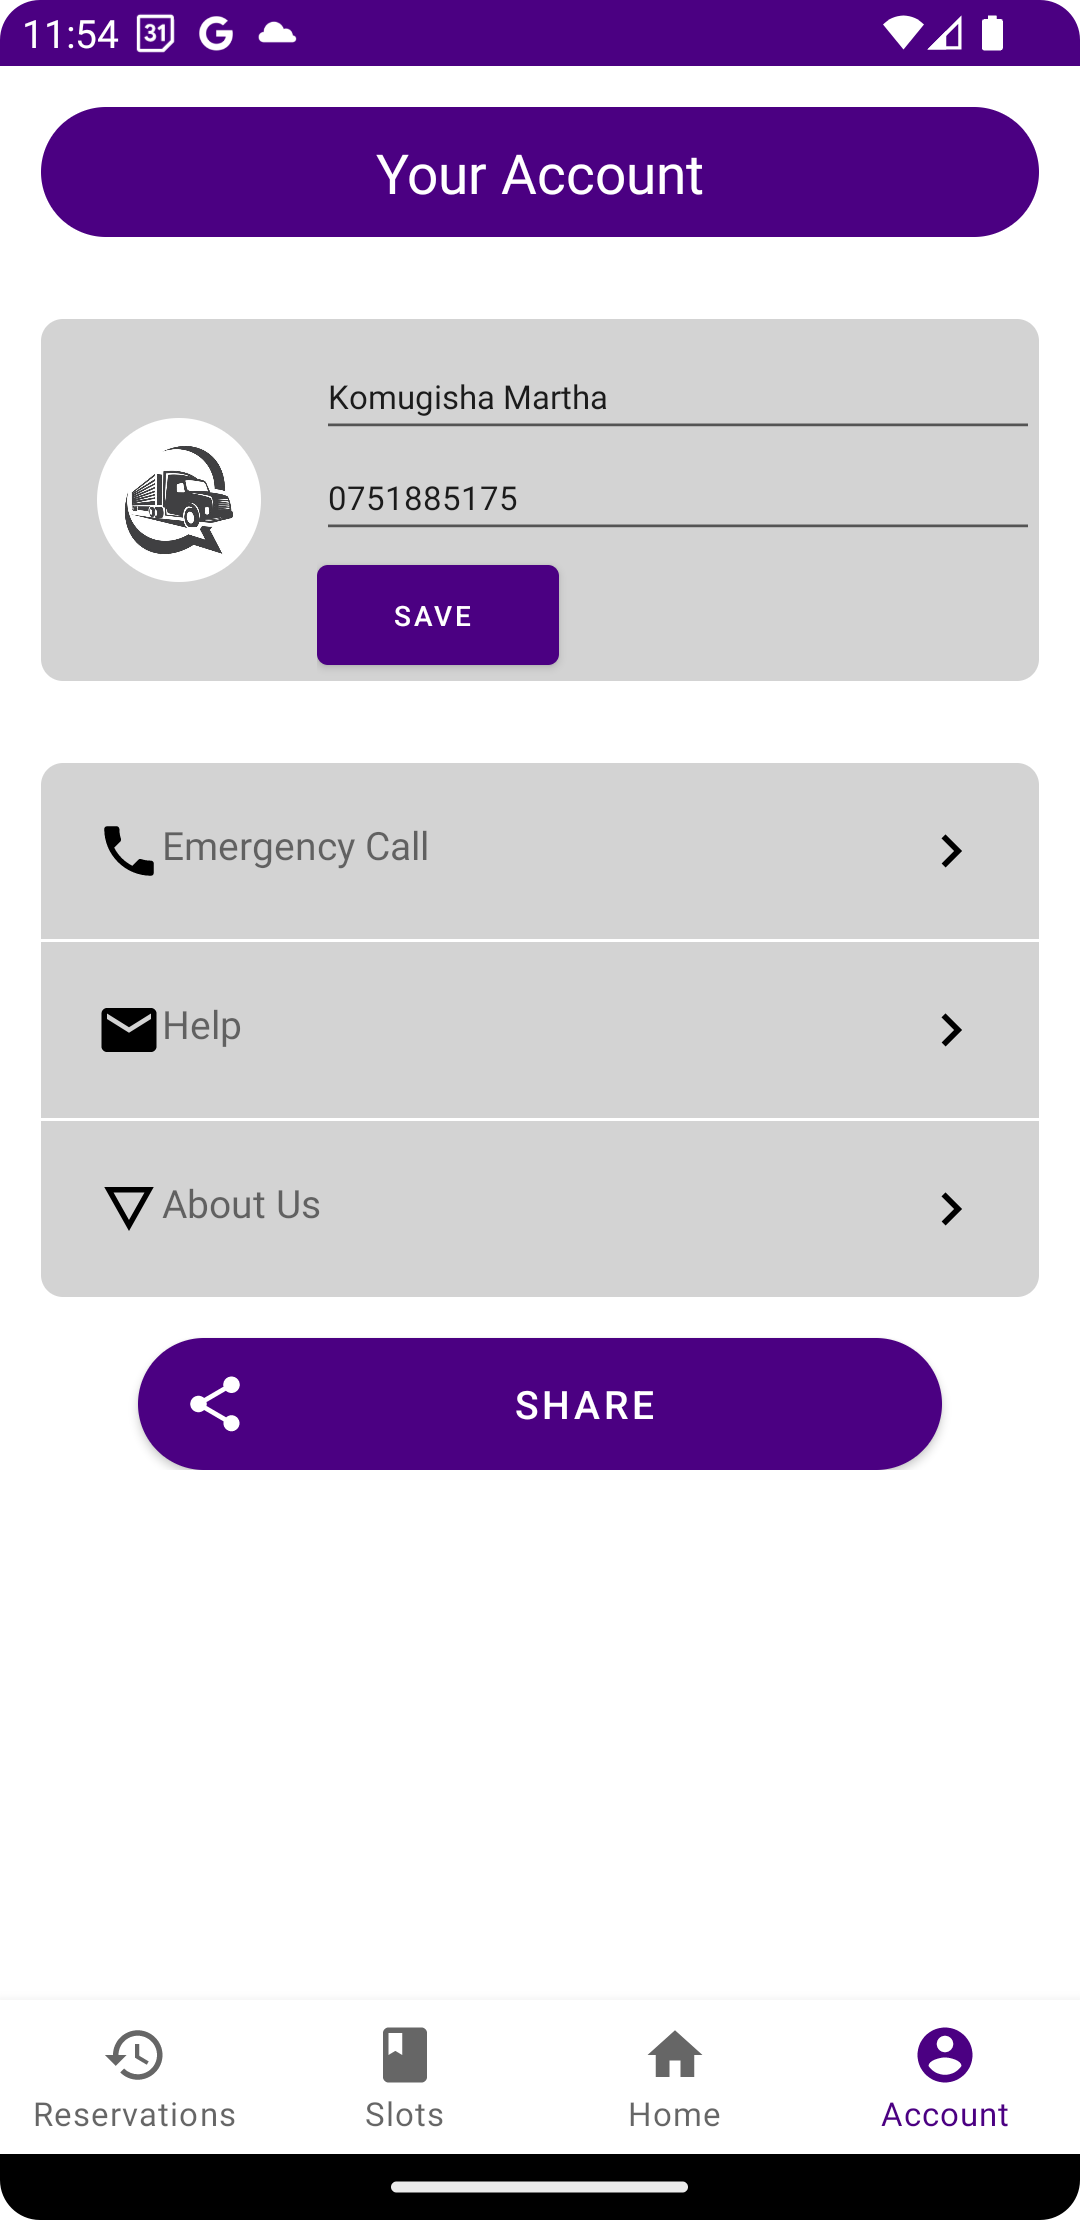 11:54 31 G
Your Account
Komugisha Martha
0751885175
SAVE
Emergency Call
Help
About Us
SHARE
Reservations Slots Home Account